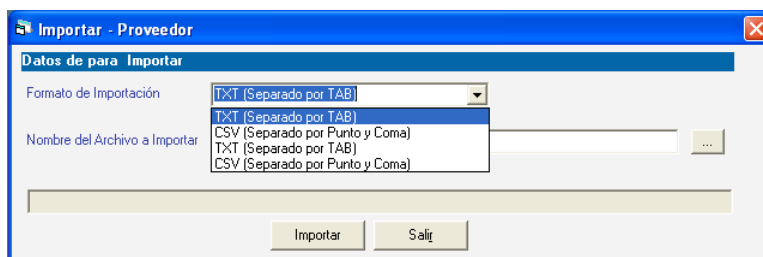 Importar - Proveedor
Datos de para Importar
Formato de Importación TXT (Separado por TAB)
TXT (Separado por TAB)
CSV (Separado por Punto y Coma)
Nombre del Archivo a Importar ...
TXT (Separado por TAB)
CSV (Separado por Punto y Coma)
Importar Salir